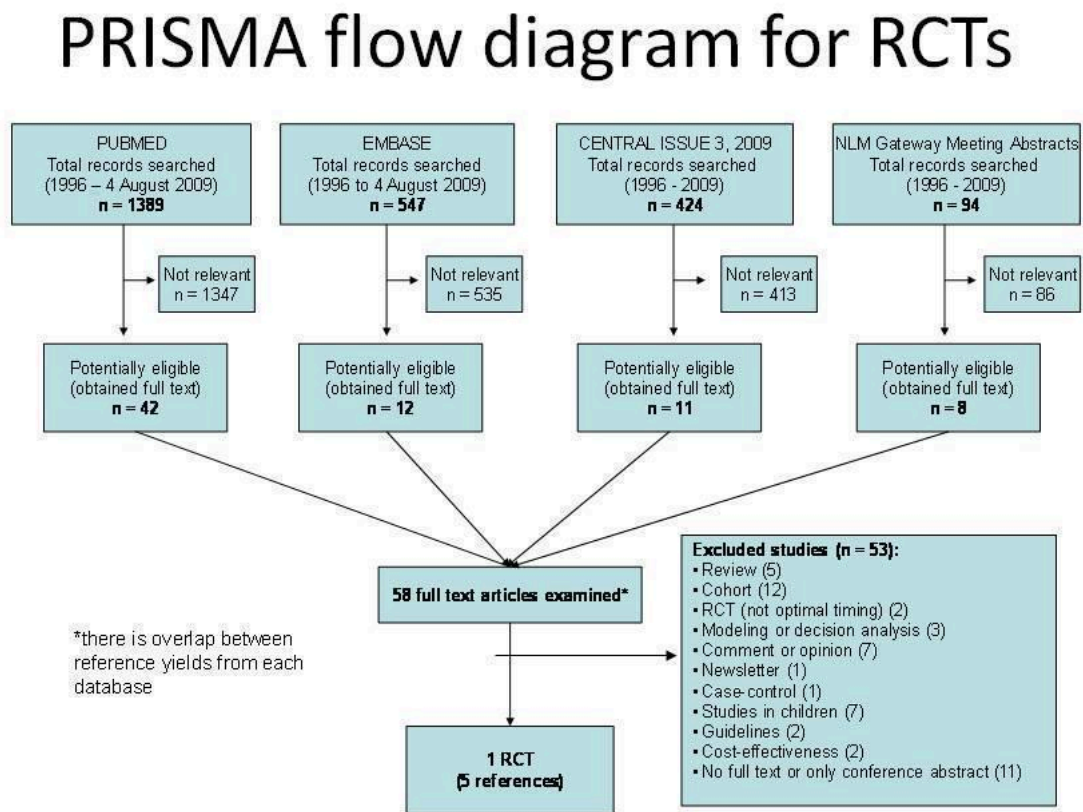 PRISMA flow diagram for RCTs
PUBMED
Total records searched
(1996 – 4 August 2009)
n = 1389
EMBASE
Total records searched
(1996 to 4 August 2009)
n = 547
CENTRAL ISSUE 3, 2009
Total records searched
(1996 - 2009)
n = 424
NLM Gateway Meeting Abstracts
Total records searched
(1996 - 2009)
n = 94
Not relevant
n = 1347
Not relevant
n = 535
Not relevant
n = 413
Not relevant
n = 86
Potentially eligible
(obtained full text)
n = 42
Potentially eligible
(obtained full text)
n = 12
Potentially eligible
(obtained full text)
n = 11
Potentially eligible
(obtained full text)
n = 8
58 full text articles examined*
*there is overlap between
reference yields from each
database
Excluded studies (n = 53):
▪ Review (5)
▪ Cohort (12)
▪ RCT (not optimal timing) (2)
▪ Modeling or decision analysis (3)
▪ Comment or opinion (7)
▪ Newsletter (1)
▪ Case-control (1)
▪ Studies in children (7)
▪ Guidelines (2)
▪ Cost-effectiveness (2)
▪ No full text or only conference abstract (11)
1 RCT
(5 references)